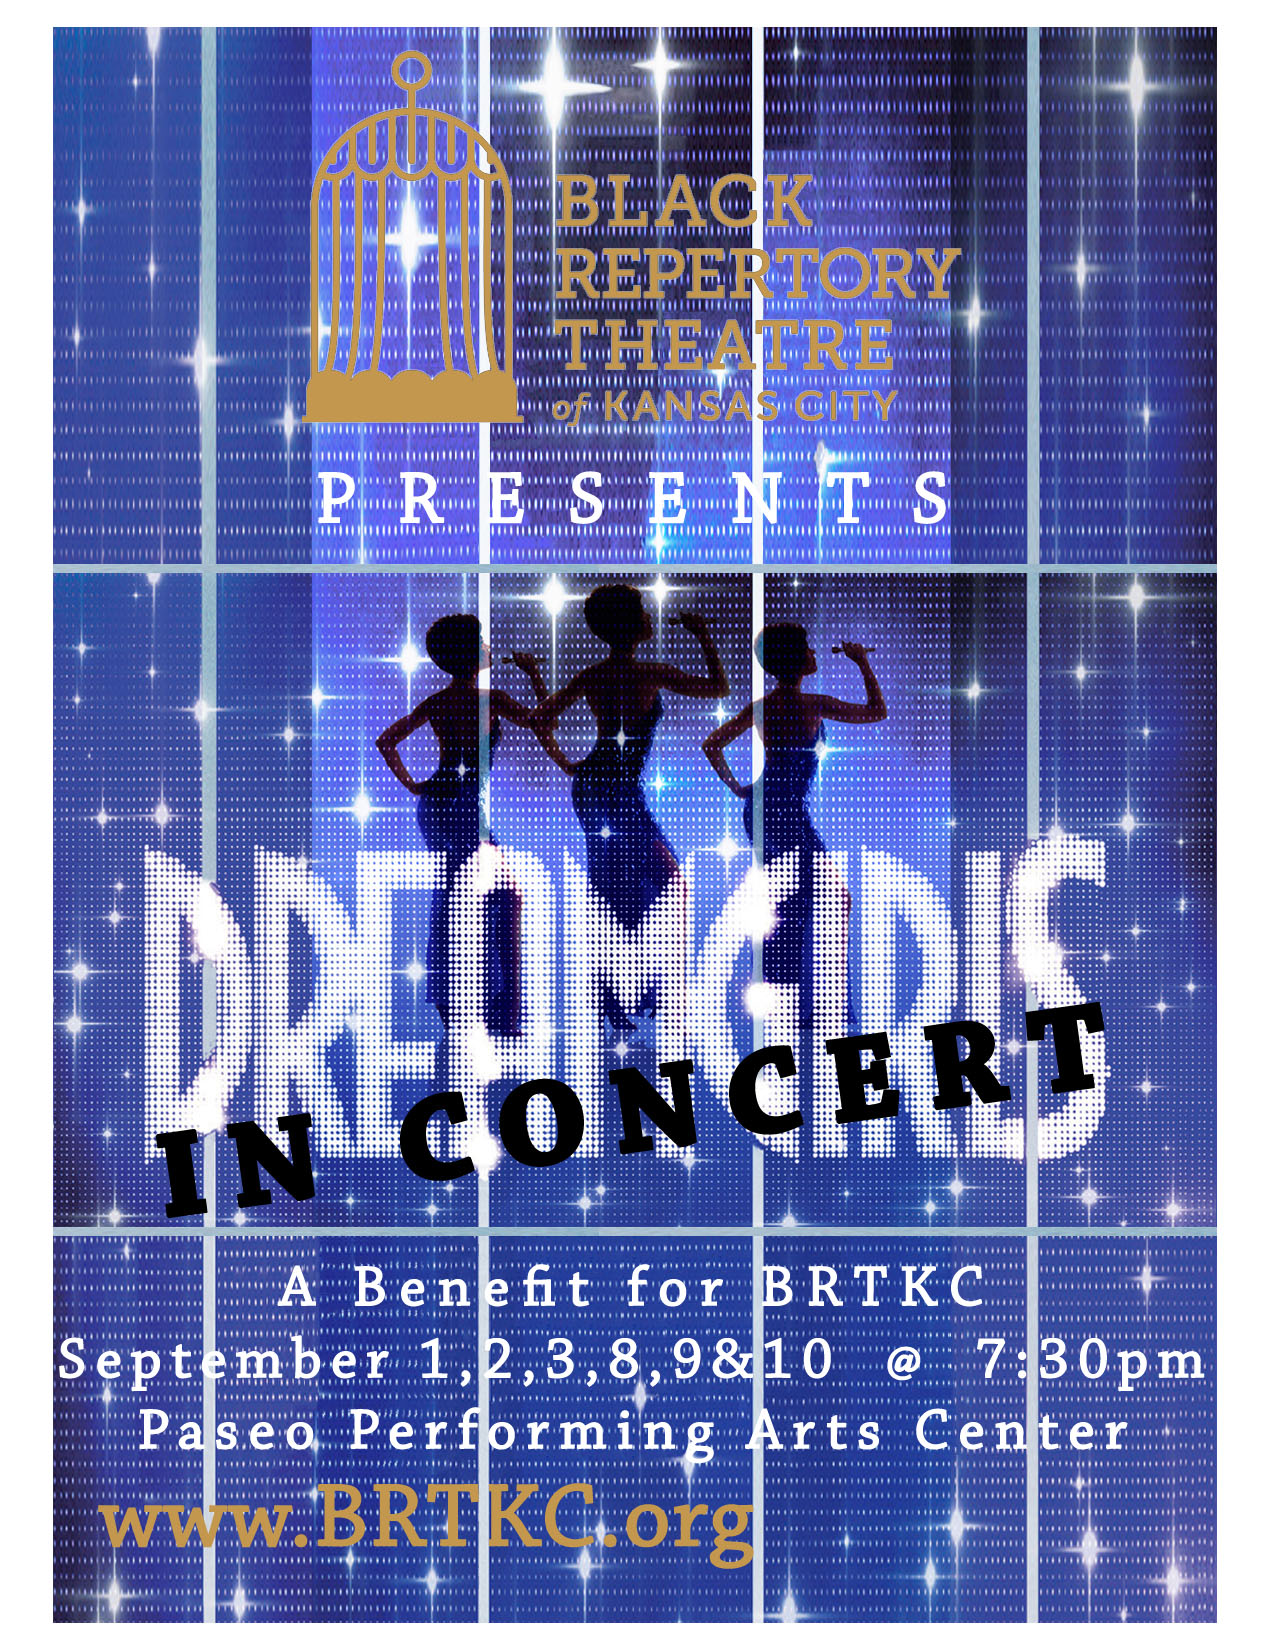 BLACK
REPERTORY
THEATRE
of KANSAS CITY
PRESENTS
DREAMGIRLS
IN CONCERT
A Benefit for BRTKC
September 1,2,3,8,9&10 @ 7:30pm
Paseo Performing Arts Center
www.BRTKC.org